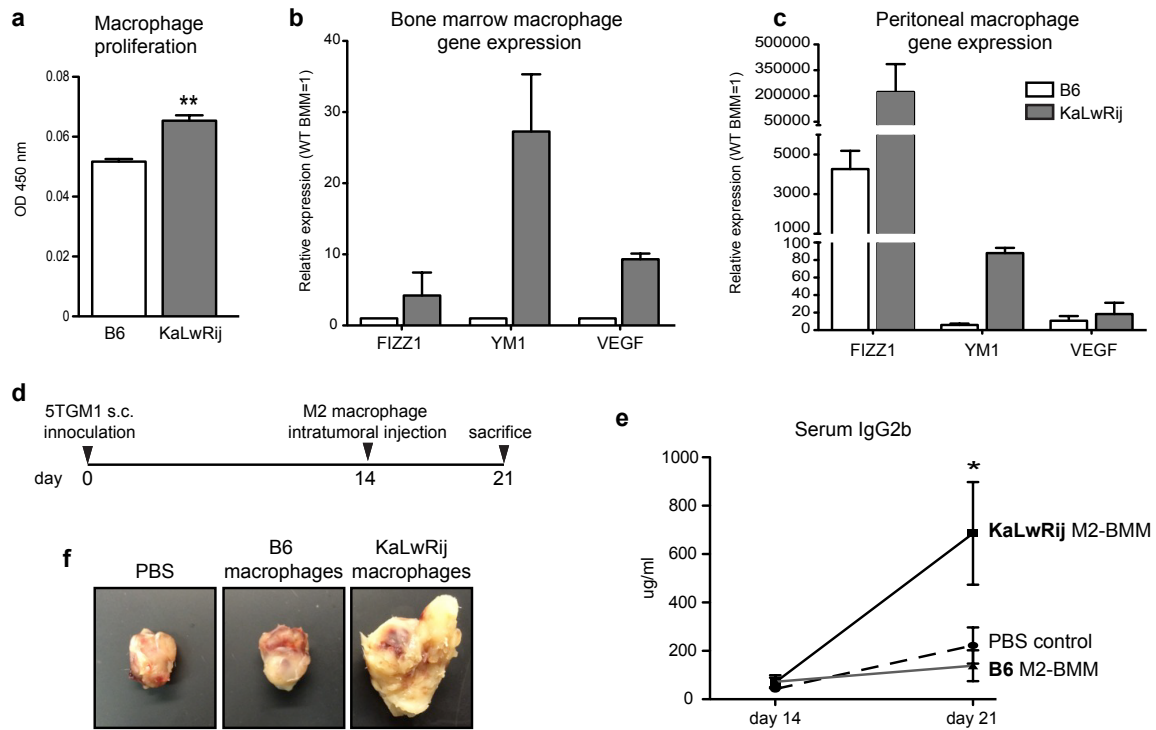 a
Macrophage
proliferation
0.08
0.06
0.04
0.02
0
OD 450 nm
**
B6
KaLwRij
b
Bone marrow macrophage
gene expression
40
30
20
10
0
Relative expression (WT BMM=1)
FIZZ1
YM1
VEGF
c
Peritoneal macrophage
gene expression
500000
350000
200000
50000
5000
3000
1000
100
80
60
40
20
0
Relative expression (WT BMM=1)
B6
KaLwRij
FIZZ1
YM1
VEGF
d
5TGM1 s.c.
innoculation
M2 macrophage
intratumoral injection
sacrifice
day
0
14
21
e
Serum IgG2b
1000
800
600
400
200
0
ug/ml
*
KaLwRij M2-BMM
PBS control
B6 M2-BMM
day 14
day 21
f
PBS
B6
macrophages
KaLwRij
macrophages